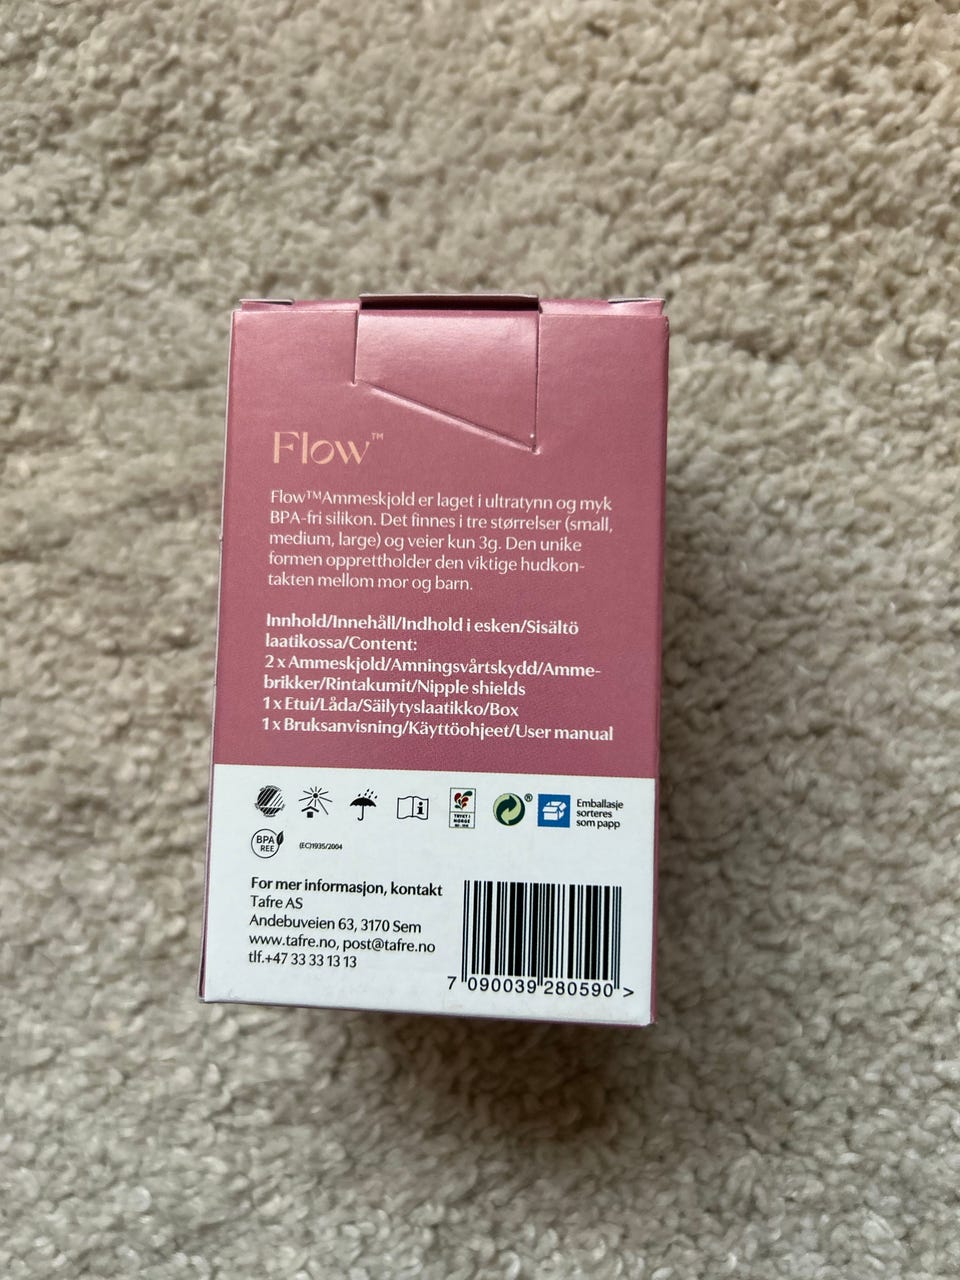 Flow™
Flow™Ammeskjold er laget i ultratynn og myk
BPA-fri silikon. Det finnes i tre størrelser (small,
medium, large) og veier kun 3g. Den unike
formen opprettholder den viktige hudkon-
takten mellom mor og barn.
Innhold/Innehåll/Indhold i esken/Sisältö
laatikossa/Content:
2 x Ammeskjold/Amningsvårtskydd/Amme-
brikker/Rintakumit/Nipple shields
1 x Etui/Låda/Säilytyslaatikko/Box
1 x Bruksanvisning/Käyttöohjeet/User manual
TRYKT I
NORGE
®
Emballasje
sorteres
som papp
BPA
REE
(EC)1935/2004
For mer informasjon, kontakt
Tafre AS
Andebuveien 63, 3170 Sem
www.tafre.no, post@tafre.no
tlf.+47 33 33 13 13
7 090039 280590 >